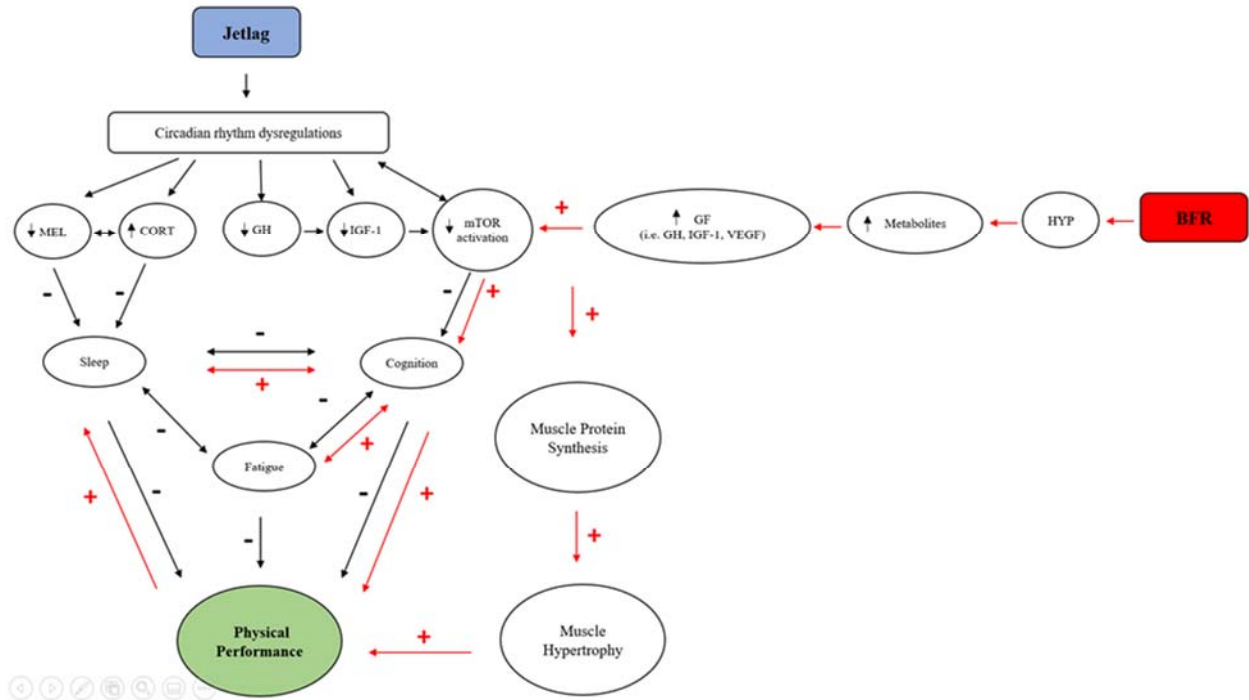 Jetlag
Circadian rhythm dysregulations
↓ MEL
↑ CORT
↓ GH
↓ IGF-1
↓ mTOR
activation
+
↑ GF
(i.e. GH, IGF-1, VEGF)
↑ Metabolites
HYP
BFR
-
-
-
+
+
Sleep
-
+
Cognition
-
-
+
Fatigue
Muscle Protein
Synthesis
+
-
-
+
-
+
Physical
Performance
+
Muscle
Hypertrophy